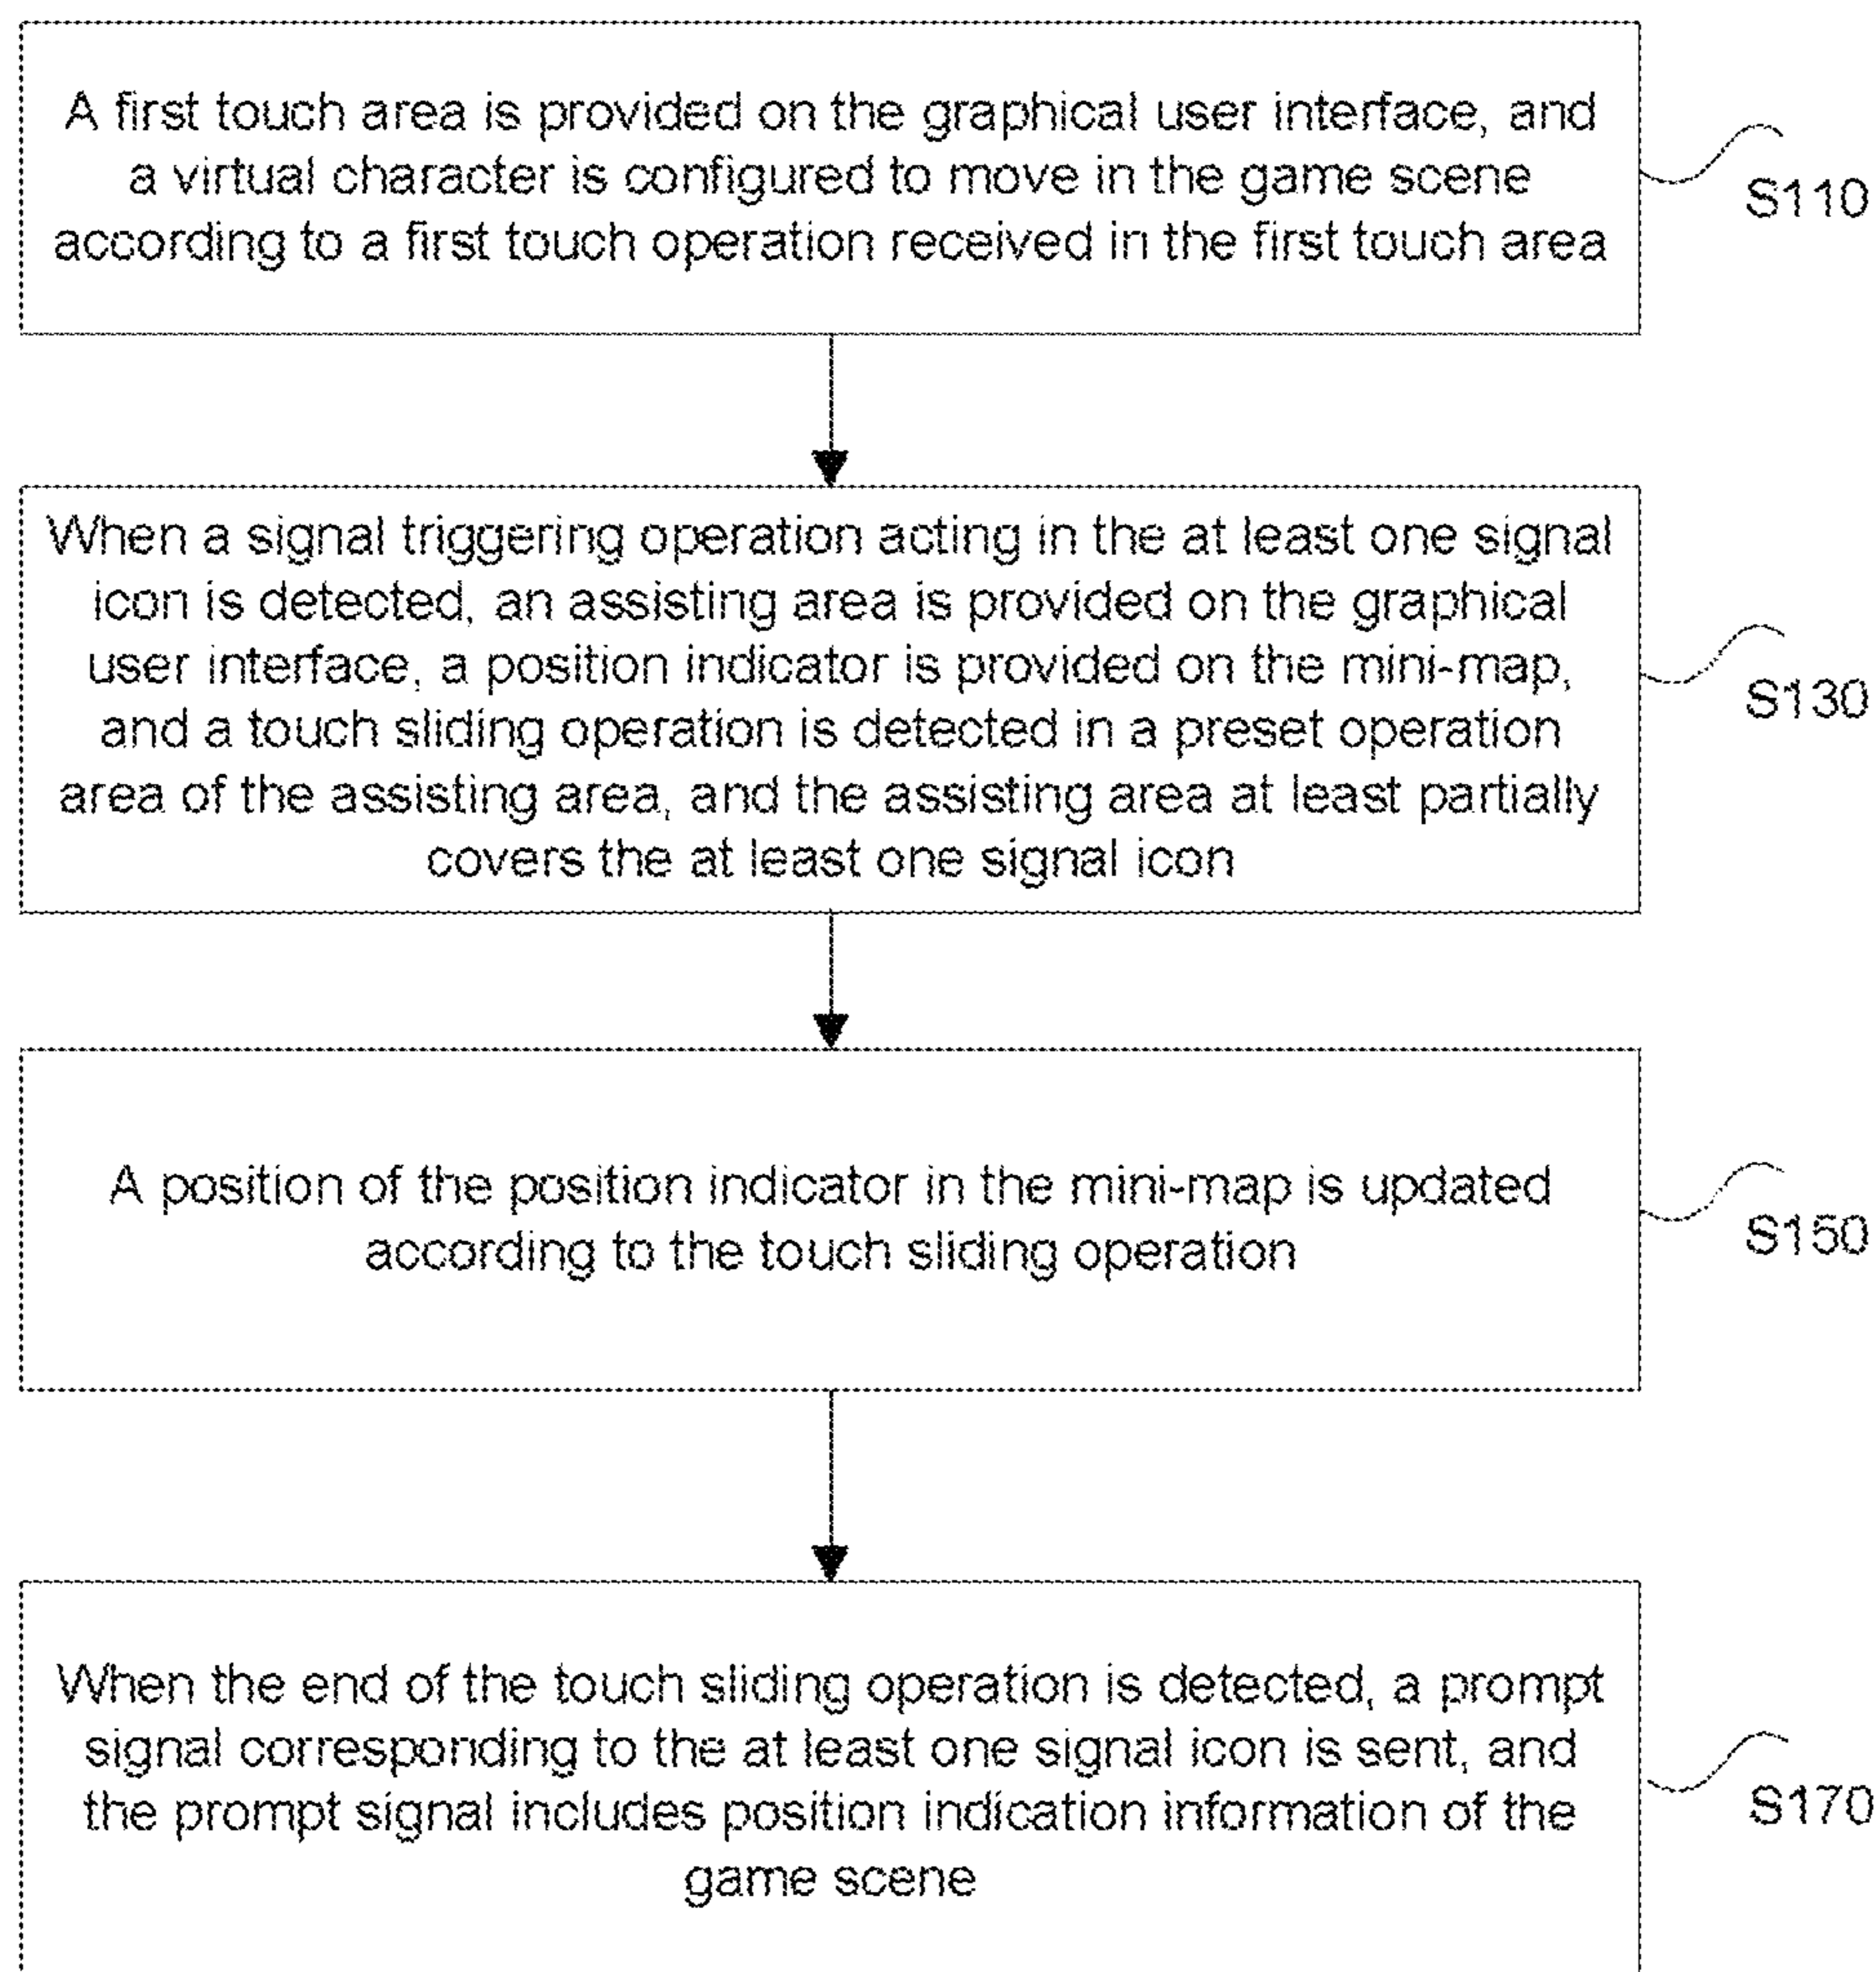 A first touch area is provided on the graphical user interface, and
a virtual character is configured to move in the game scene
according to a first touch operation received in the first touch area
S110
When a signal triggering operation acting in the at least one signal
icon is detected, an assisting area is provided on the graphical
user interface, a position indicator is provided on the mini-map,
and a touch sliding operation is detected in a preset operation
area of the assisting area, and the assisting area at least partially
covers the at least one signal icon
S130
A position of the position indicator in the mini-map is updated
according to the touch sliding operation
S150
When the end of the touch sliding operation is detected, a prompt
signal corresponding to the at least one signal icon is sent, and
the prompt signal includes position indication information of the
game scene
S170